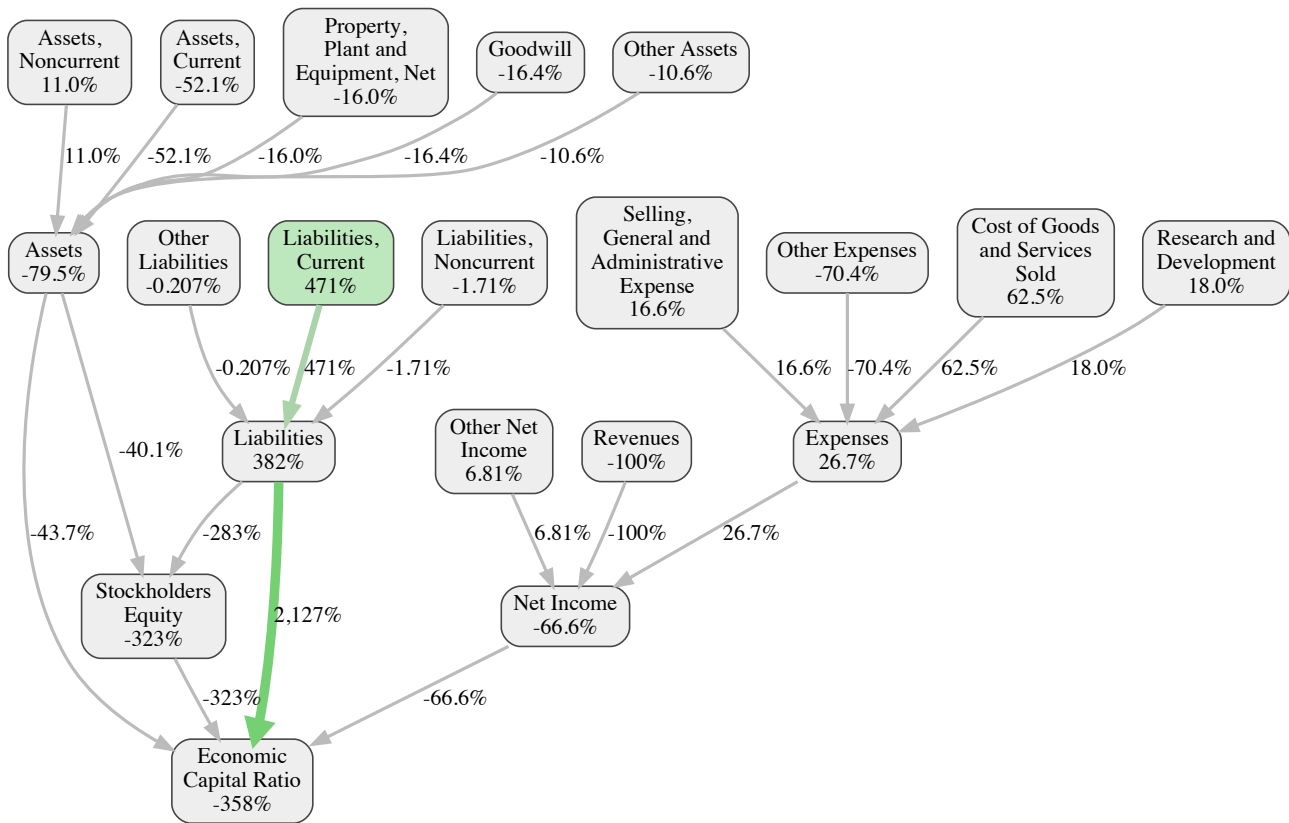 Assets,
Noncurrent
11.0%
Assets,
Current
-52.1%
Property,
Plant and
Equipment, Net
-16.0%
Goodwill
-16.4%
Other Assets
-10.6%
11.0%
-52.1%
-16.0%
-16.4%
-10.6%
Assets
-79.5%
Other
Liabilities
-0.207%
Liabilities,
Current
471%
Liabilities,
Noncurrent
-1.71%
Selling,
General and
Administrative
Expense
16.6%
Other Expenses
-70.4%
Cost of Goods
and Services
Sold
62.5%
Research and
Development
18.0%
-0.207%
471%
-1.71%
16.6%
-70.4%
62.5%
18.0%
Liabilities
382%
Other Net
Income
6.81%
Revenues
-100%
Expenses
26.7%
-40.1%
-43.7%
-283%
6.81%
-100%
26.7%
Stockholders
Equity
-323%
2,127%
Net Income
-66.6%
-323%
-66.6%
Economic
Capital Ratio
-358%